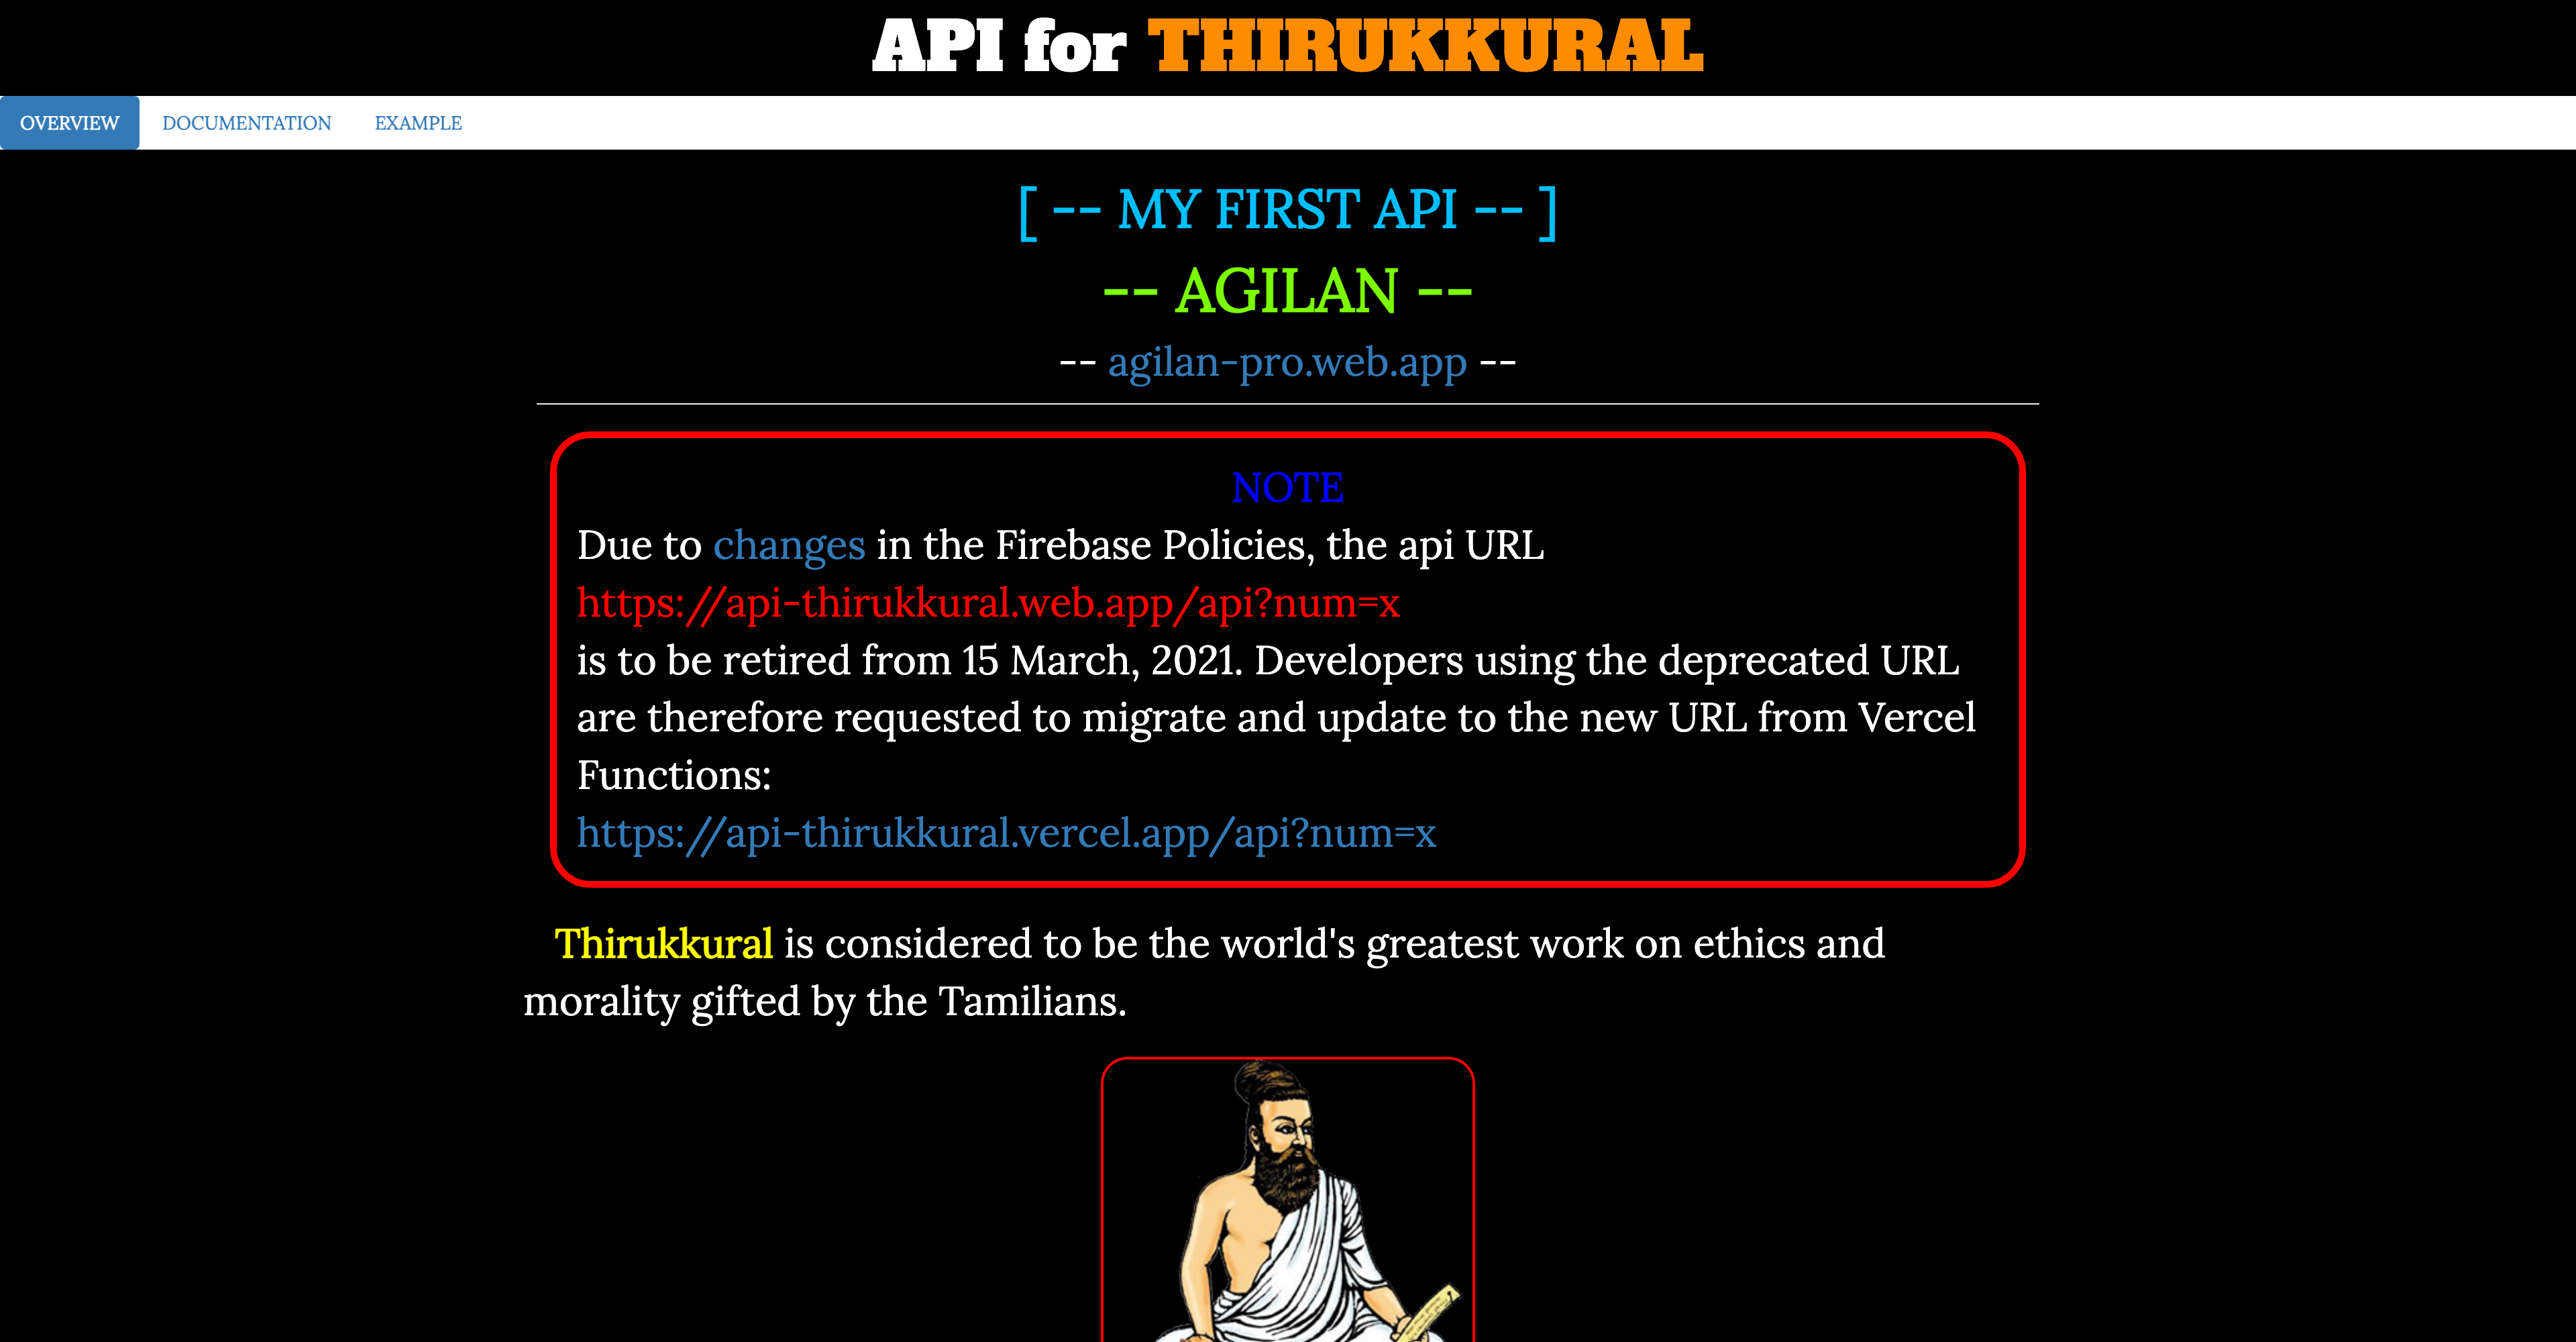 API for THIRUKKURAL
OVERVIEW DOCUMENTATION EXAMPLE
[ -- MY FIRST API -- ]
-- AGILAN --
-- agilan-pro.web.app --
NOTE
Due to changes in the Firebase Policies, the api URL
https://api-thirukkural.web.app/api?num=x
is to be retired from 15 March, 2021. Developers using the deprecated URL
are therefore requested to migrate and update to the new URL from Vercel
Functions:
https://api-thirukkural.vercel.app/api?num=x
Thirukkural is considered to be the world's greatest work on ethics and
morality gifted by the Tamilians.